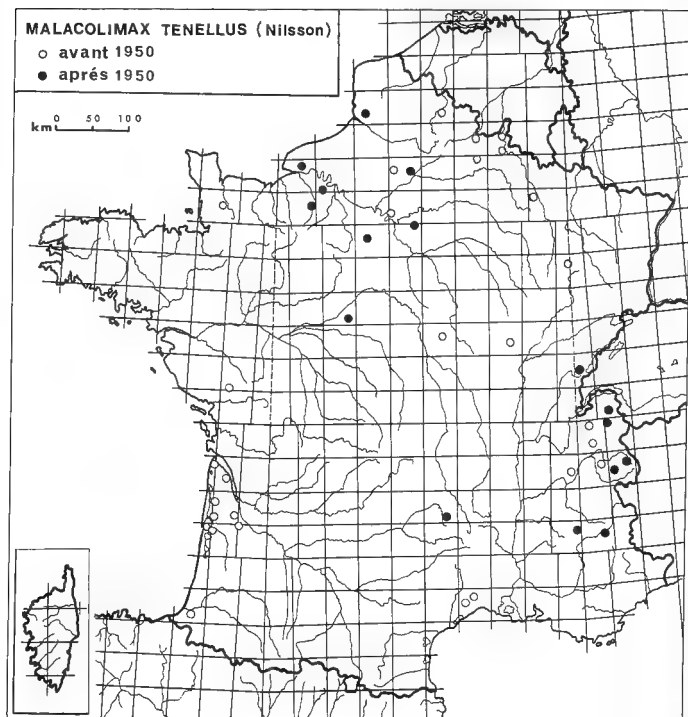 MALACOLIMAX TENELLUS (Nilsson)
○ avant 1950
● aprés 1950
km 0 50 100